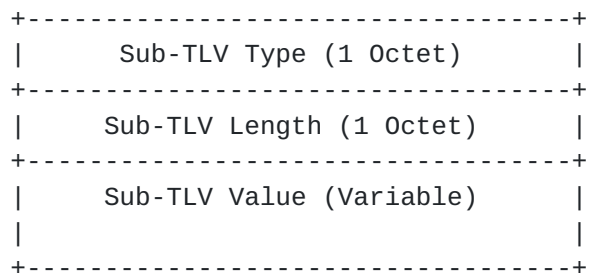 +-----------------------------------+
|      Sub-TLV Type (1 Octet)       |
+-----------------------------------+
|     Sub-TLV Length (1 Octet)      |
+-----------------------------------+
|     Sub-TLV Value (Variable)      |
|                                   |
+-----------------------------------+